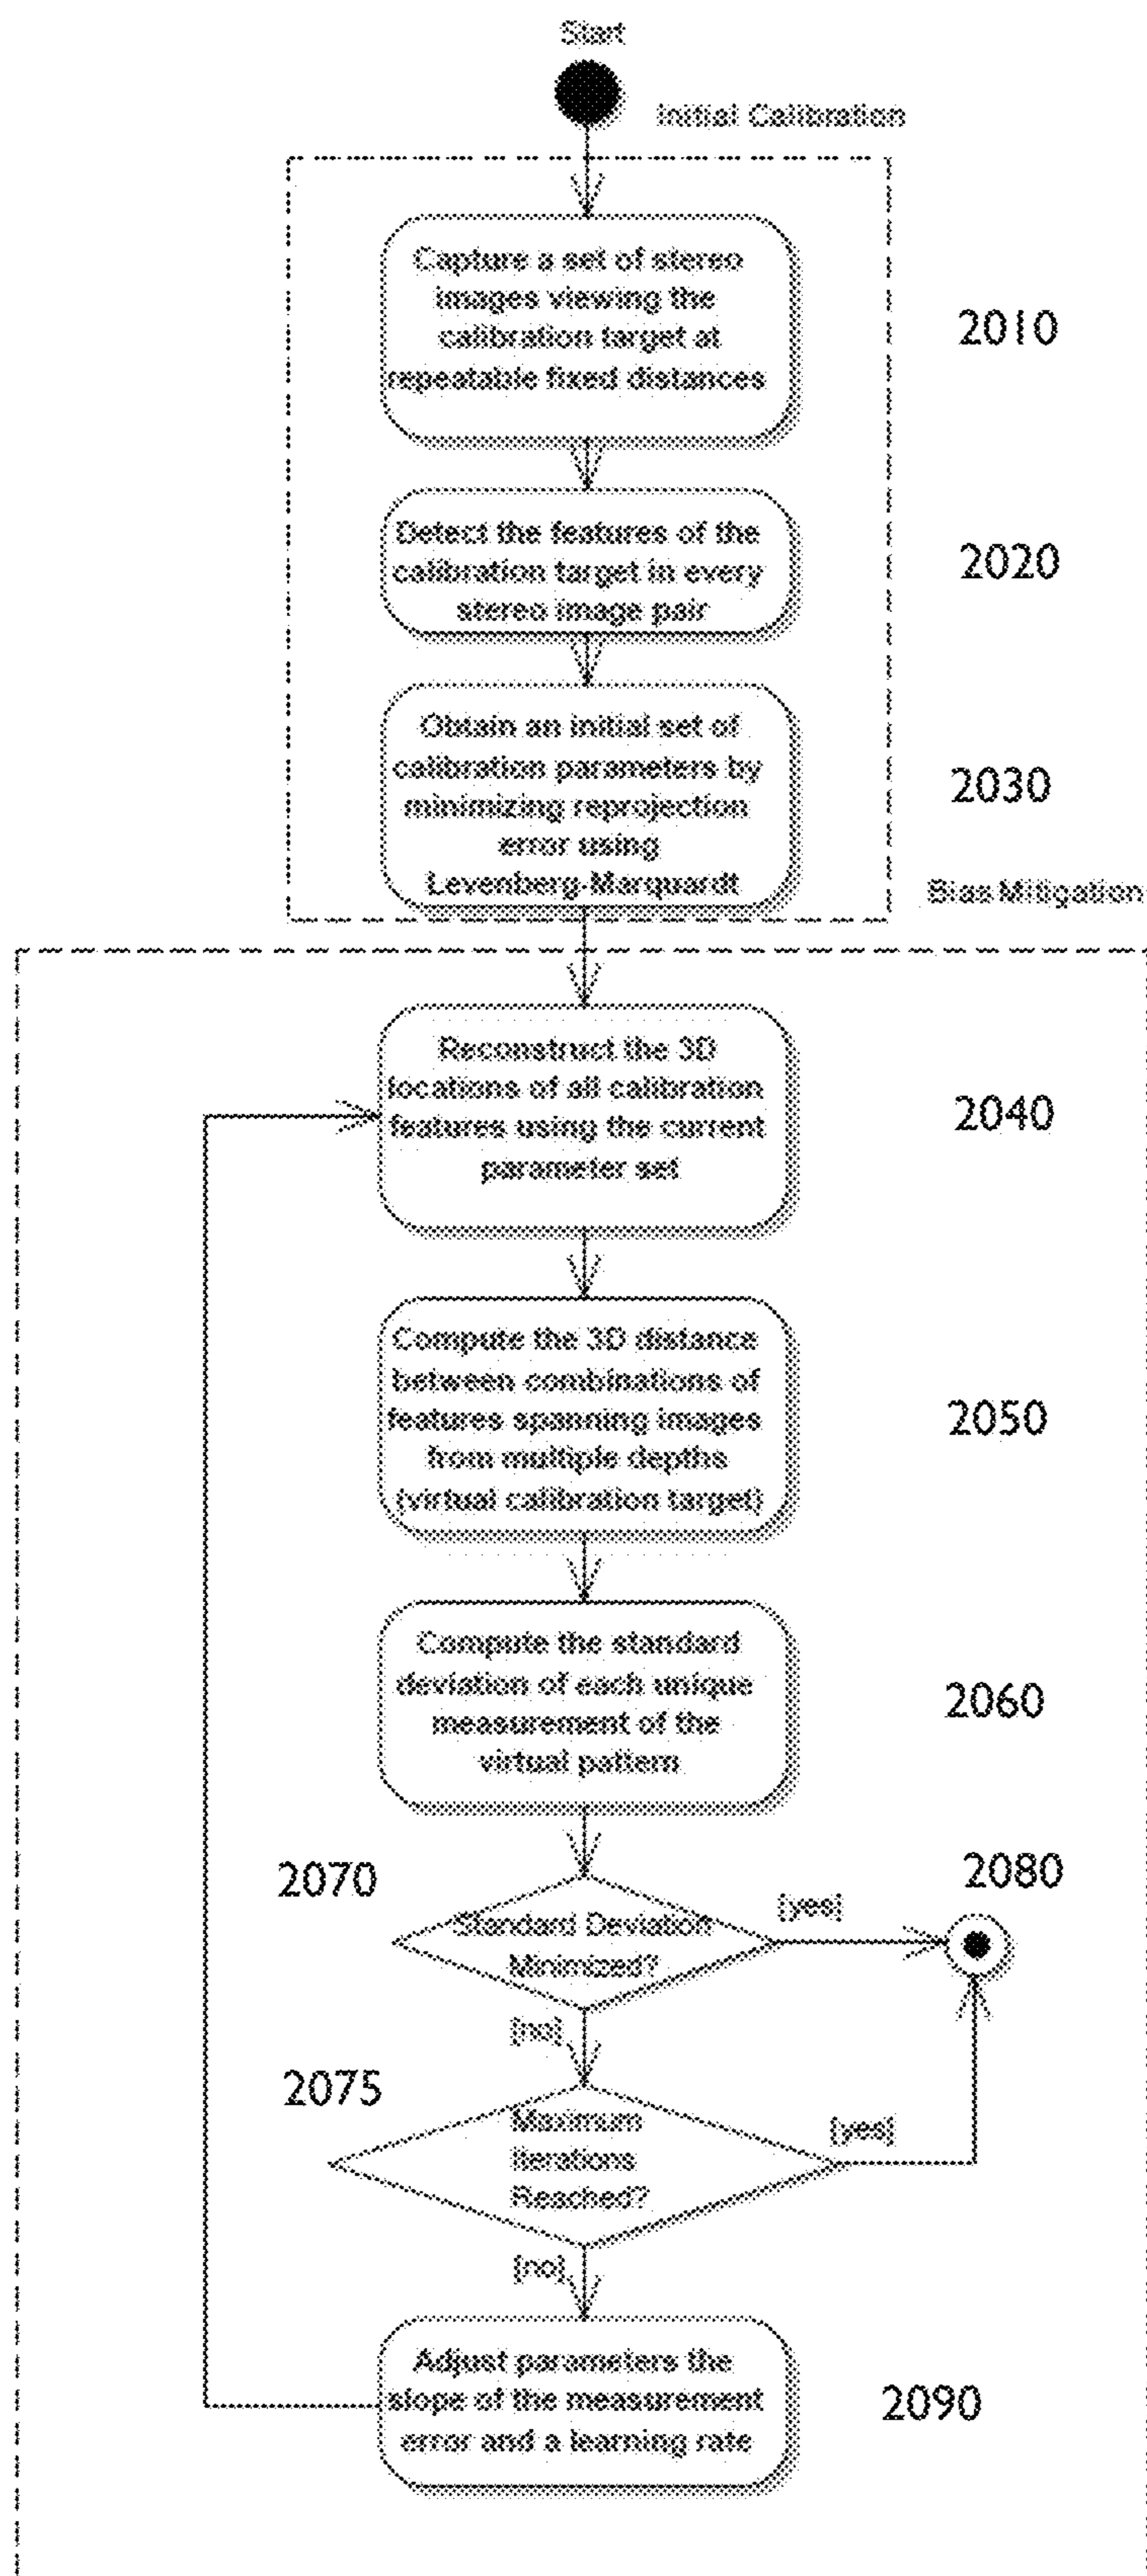 Start
Initial Calibration
Capture a set of stereo
images viewing the
calibration target at
repeatable fixed distances
2010
Detect the features of the
calibration target in every
stereo image pair
2020
Obtain an initial set of
calibration parameters by
minimizing reprojection
error using
Levenberg-Marquardt
2030
Bias Mitigation
Reconstruct the 3D
locations of all calibration
features using the current
parameter set
2040
Compute the 3D distance
between combinations of
features spanning images
from multiple depths
(virtual calibration target)
2050
Compute the standard
deviation of each unique
measurement of the
virtual pattern
2060
2070
Standard Deviation
Minimized?
[yes]
2080
[no]
2075
Maximum
Iterations
Reached?
[yes]
[no]
Adjust parameters the
slope of the measurement
error and a learning rate
2090